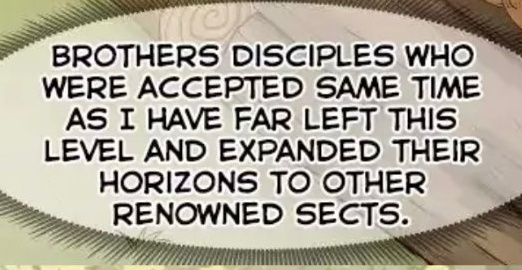 BROTHERS DISCIPLES WHO
WERE ACCEPTED SAME TIME
AS I HAVE FAR LEFT THIS
LEVEL AND EXPANDED THEIR
HORIZONS TO OTHER
RENOWNED SECTS.